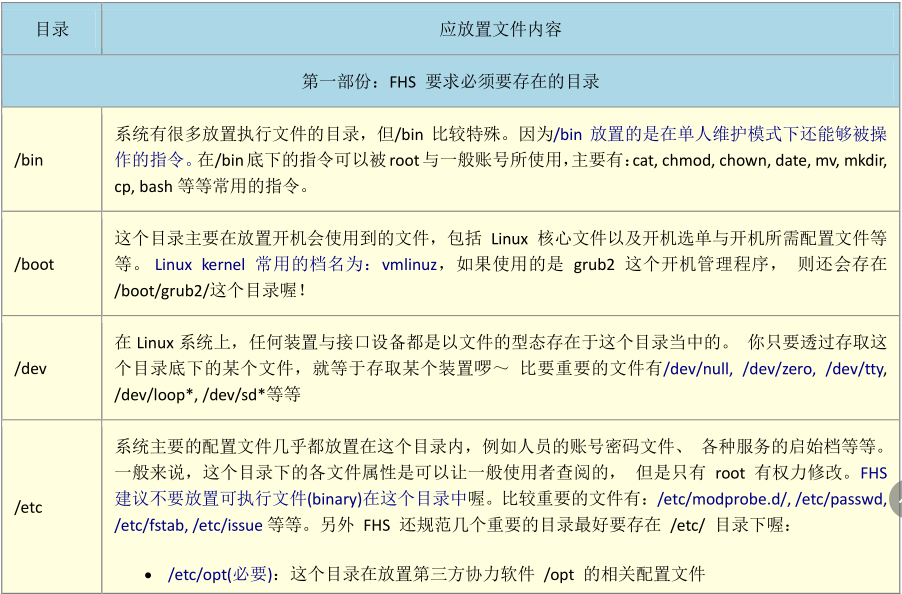 目录 应放置文件内容
第一部份：FHS 要求必须要存在的目录
/bin
系统有很多放置执行文件的目录，但/bin 比较特殊。因为/bin 放置的是在单人维护模式下还能够被操
作的指令。在/bin底下的指令可以被root与一般账号所使用，主要有：cat, chmod, chown, date, mv, mkdir,
cp, bash 等等常用的指令。
/boot
这个目录主要在放置开机会使用到的文件，包括 Linux 核心文件以及开机选单与开机所需配置文件等
等。 Linux kernel 常用的档名为：vmlinuz，如果使用的是 grub2 这个开机管理程序， 则还会存在
/boot/grub2/这个目录喔！
/dev
在 Linux 系统上，任何装置与接口设备都是以文件的型态存在于这个目录当中的。 你只要透过存取这
个目录底下的某个文件，就等于存取某个装置啰～ 比要重要的文件有/dev/null, /dev/zero, /dev/tty,
/dev/loop*, /dev/sd*等等
/etc
系统主要的配置文件几乎都放置在这个目录内，例如人员的账号密码文件、 各种服务的启始档等等。
一般来说，这个目录下的各文件属性是可以让一般使用者查阅的， 但是只有 root 有权力修改。FHS
建议不要放置可执行文件(binary)在这个目录中喔。比较重要的文件有：/etc/modprobe.d/, /etc/passwd,
/etc/fstab, /etc/issue 等等。另外 FHS 还规范几个重要的目录最好要存在 /etc/ 目录下喔：
• /etc/opt(必要)：这个目录在放置第三方协力软件 /opt 的相关配置文件